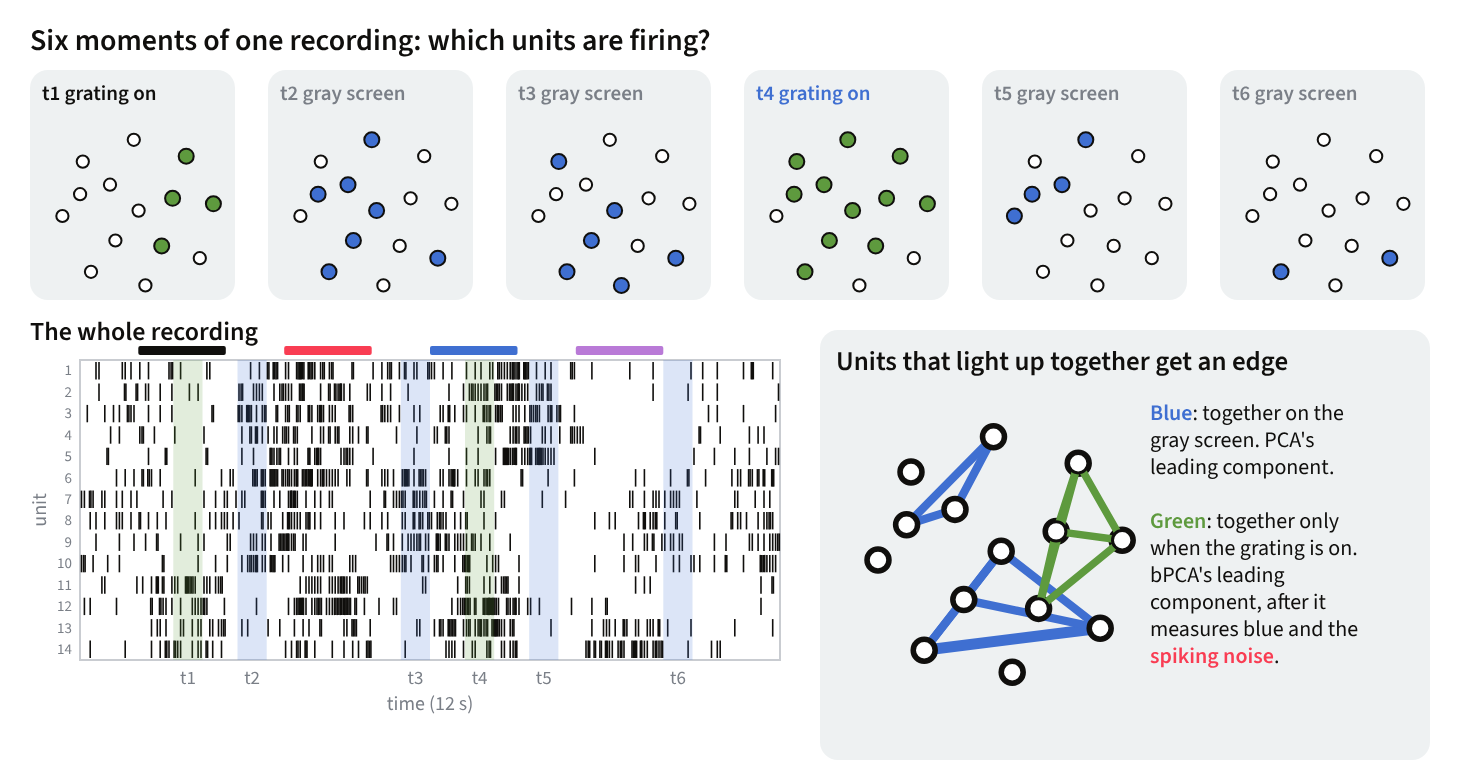 Six moments of one recording: which units are firing?
t1 grating on
t2 gray screen
t3 gray screen
t4 grating on
t5 gray screen
t6 gray screen
The whole recording
1
2
3
4
5
6
7
8
9
10
11
12
13
14
unit
t1
t2
t3
t4
t5
t6
time (12 s)
Units that light up together get an edge
Blue: together on the
gray screen. PCA's
leading component.
Green: together only
when the grating is on.
bPCA's leading
component, after it
measures blue and the
spiking noise.